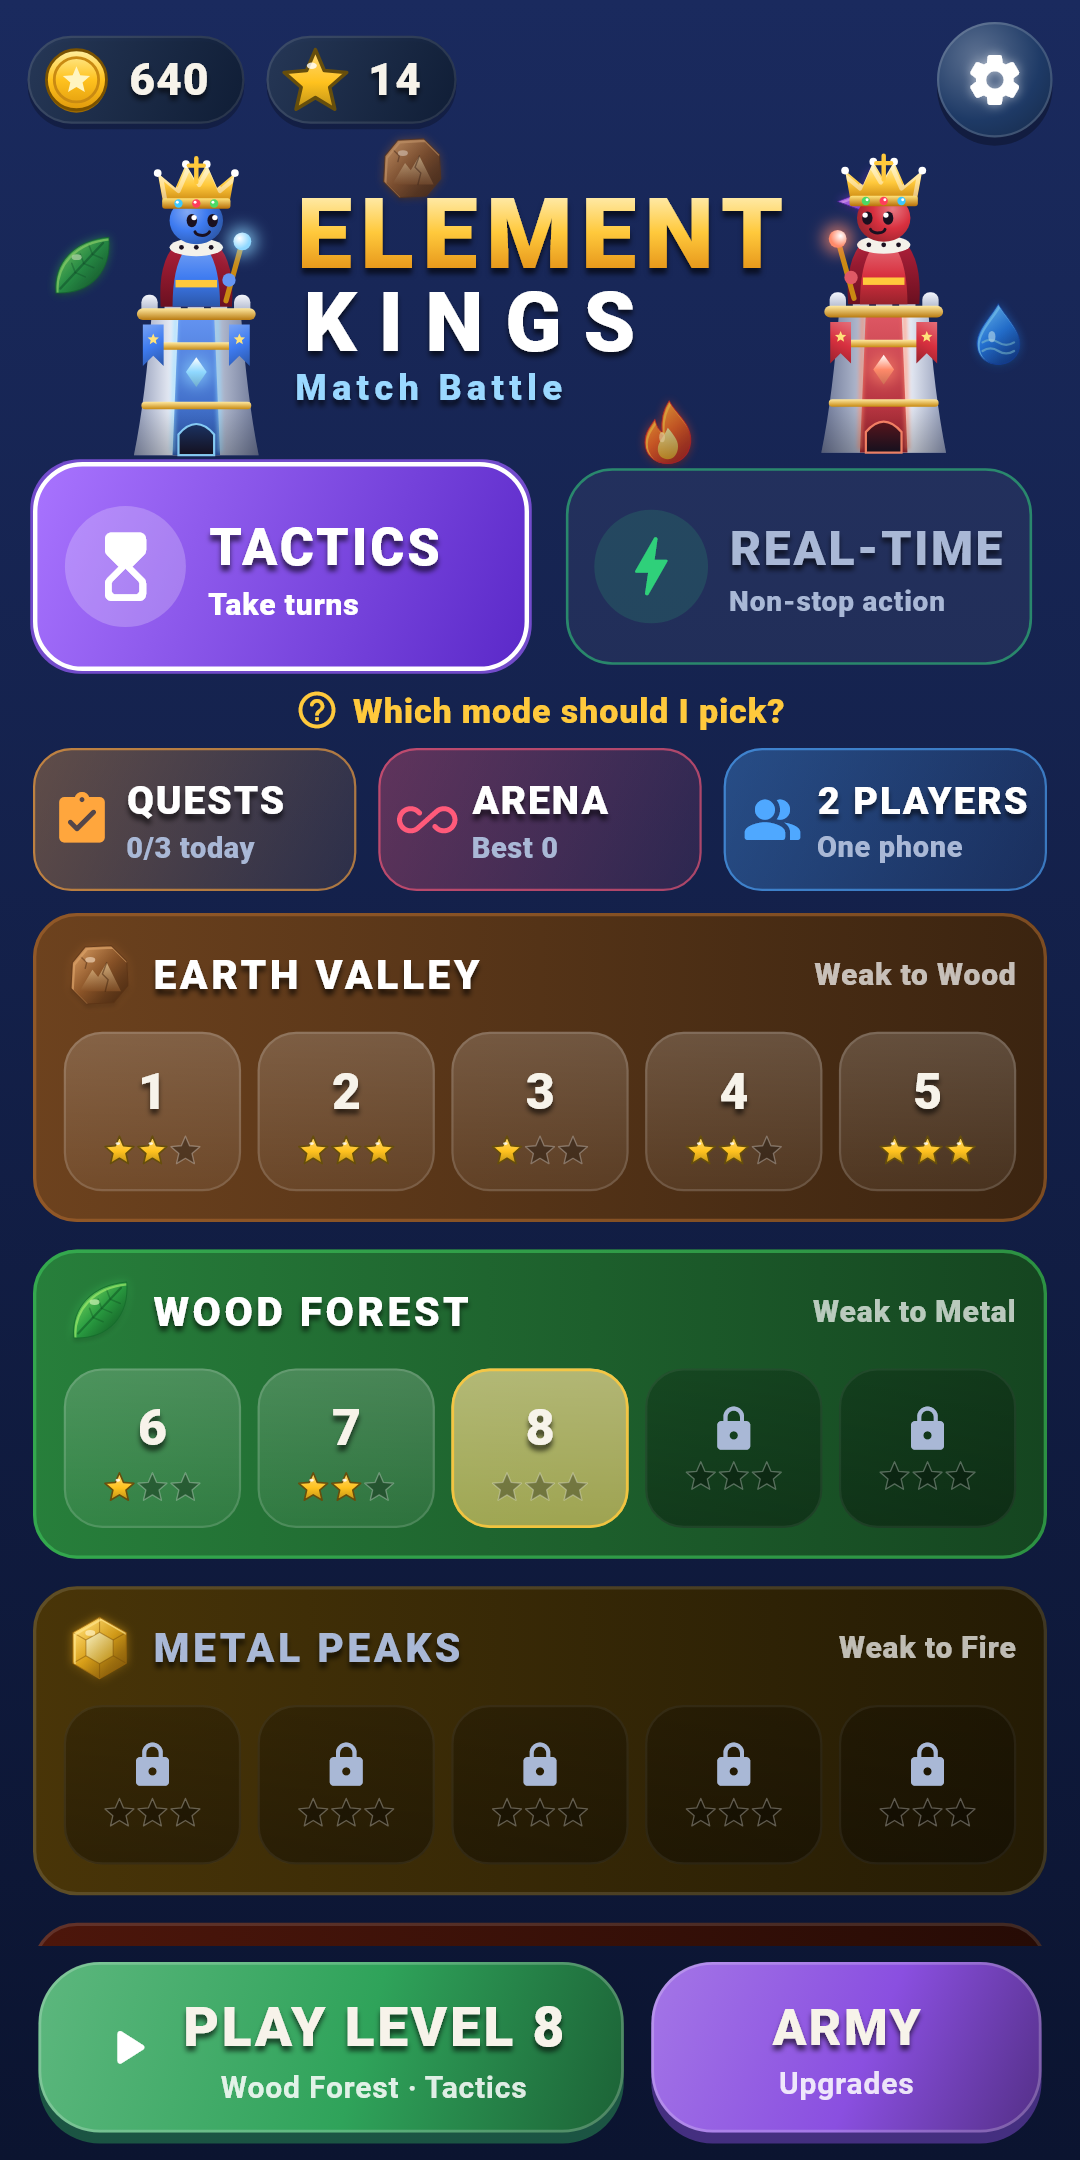 640
14
ELEMENT
KINGS
Match Battle
TACTICS
Take turns
REAL-TIME
Non-stop action
Which mode should I pick?
QUESTS
0/3 today
ARENA
Best 0
2 PLAYERS
One phone
EARTH VALLEY
Weak to Wood
1
2
3
4
5
WOOD FOREST
Weak to Metal
6
7
8
METAL PEAKS
Weak to Fire
PLAY LEVEL 8
Wood Forest · Tactics
ARMY
Upgrades